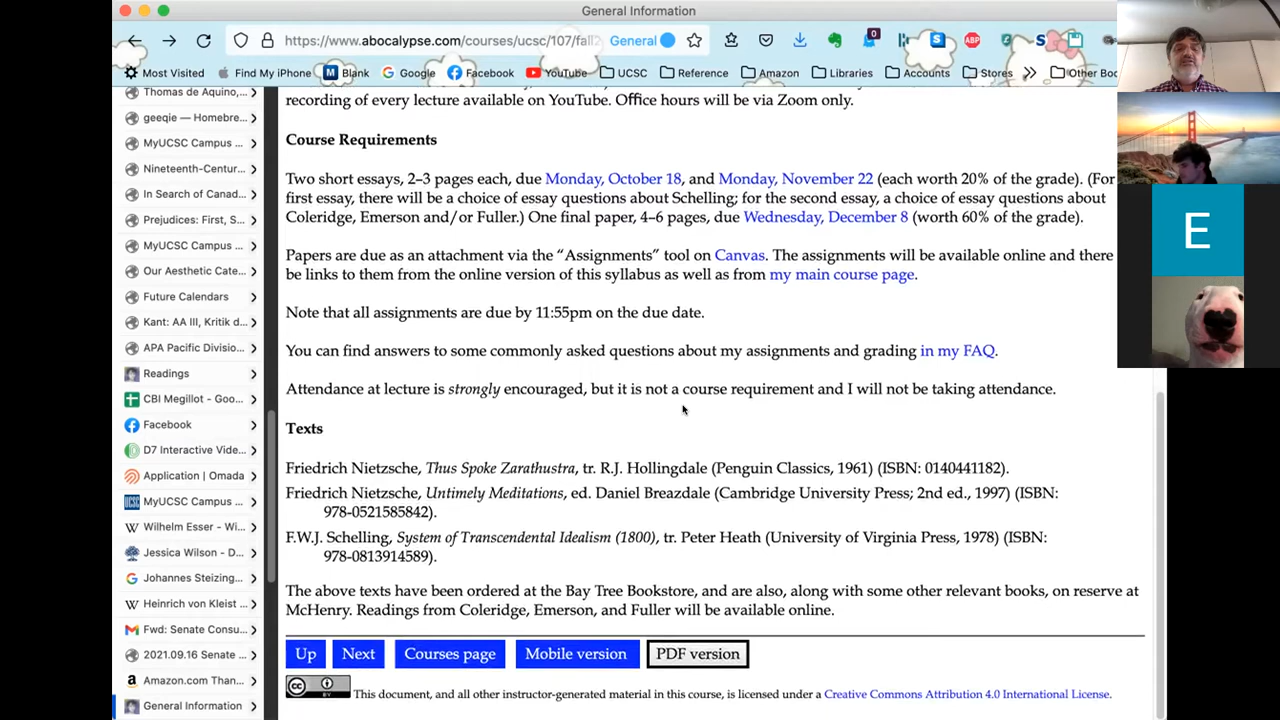 General Information
https://www.abocalypse.com/courses/ucsc/107/fall2
General
0
ABP
Most Visited
Find My iPhone
Blank
Google
Facebook
YouTube
UCSC
Reference
Amazon
Libraries
Accounts
Stores
Other Boo
Thomas de Aquino,...
geeqie — Homebre...
MyUCSC Campus ...
Nineteenth-Centur...
In Search of Canad...
Prejudices: First, S...
MyUCSC Campus ...
Our Aesthetic Cate...
Future Calendars
Kant: AA III, Kritik d...
APA Pacific Divisio...
Readings
CBI Megillot - Goo...
Facebook
D7 Interactive Vide...
Application | Omada
MyUCSC Campus ...
Wilhelm Esser - Wi...
Jessica Wilson - D...
Johannes Steizing...
Heinrich von Kleist ...
Fwd: Senate Consu...
2021.09.16 Senate ...
Amazon.com Than...
General Information
recording of every lecture available on YouTube. Office hours will be via Zoom only.
Course Requirements
Two short essays, 2–3 pages each, due Monday, October 18, and Monday, November 22 (each worth 20% of the grade). (For
first essay, there will be a choice of essay questions about Schelling; for the second essay, a choice of essay questions about
Coleridge, Emerson and/or Fuller.) One final paper, 4–6 pages, due Wednesday, December 8 (worth 60% of the grade).
Papers are due as an attachment via the “Assignments” tool on Canvas. The assignments will be available online and there
be links to them from the online version of this syllabus as well as from my main course page.
Note that all assignments are due by 11:55pm on the due date.
You can find answers to some commonly asked questions about my assignments and grading in my FAQ.
Attendance at lecture is strongly encouraged, but it is not a course requirement and I will not be taking attendance.
Texts
Friedrich Nietzsche, Thus Spoke Zarathustra, tr. R.J. Hollingdale (Penguin Classics, 1961) (ISBN: 0140441182).
Friedrich Nietzsche, Untimely Meditations, ed. Daniel Breazdale (Cambridge University Press; 2nd ed., 1997) (ISBN:
978-0521585842).
F.W.J. Schelling, System of Transcendental Idealism (1800), tr. Peter Heath (University of Virginia Press, 1978) (ISBN:
978-0813914589).
The above texts have been ordered at the Bay Tree Bookstore, and are also, along with some other relevant books, on reserve at
McHenry. Readings from Coleridge, Emerson, and Fuller will be available online.
Up
Next
Courses page
Mobile version
PDF version
This document, and all other instructor-generated material in this course, is licensed under a Creative Commons Attribution 4.0 International License.
E